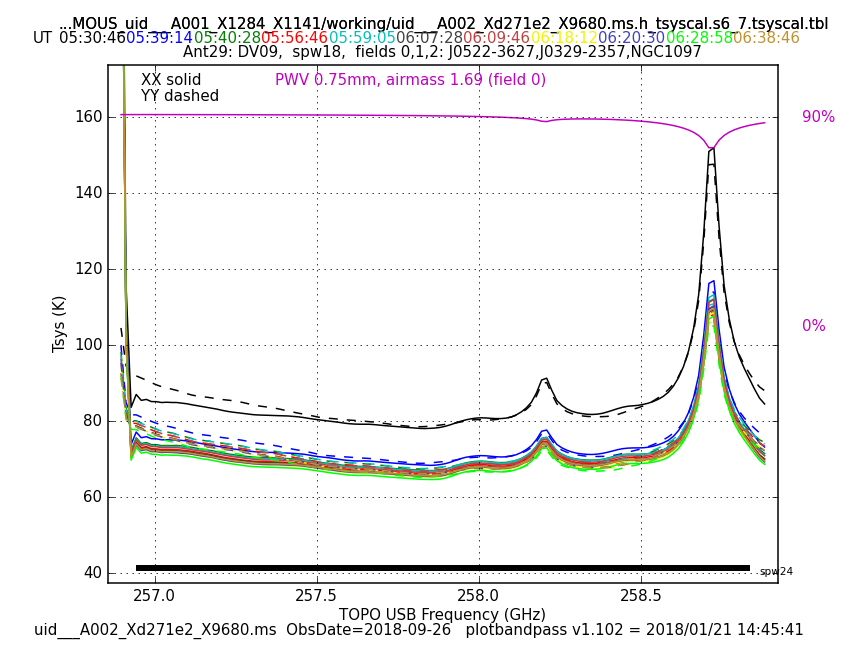 ...MOUS_uid___A001_X1284_X1141/working/uid___A002_Xd271e2_X9680.ms.h_tsyscal.s6_7.tsyscal.tbl
UT 05:30:46 05:39:14 05:40:28 05:56:46 05:59:05 06:07:28 06:09:46 06:18:12 06:20:30 06:28:58 06:38:46
Ant29: DV09, spw18, fields 0,1,2: J0522-3627,J0329-2357,NGC1097
XX solid
PWV 0.75mm, airmass 1.69 (field 0)
YY dashed
160
90%
140
120
0%
100
80
60
40
Tsys (K)
spw24
257.0 257.5 258.0 258.5
TOPO USB Frequency (GHz)
uid___A002_Xd271e2_X9680.ms ObsDate=2018-09-26 plotbandpass v1.102 = 2018/01/21 14:45:41